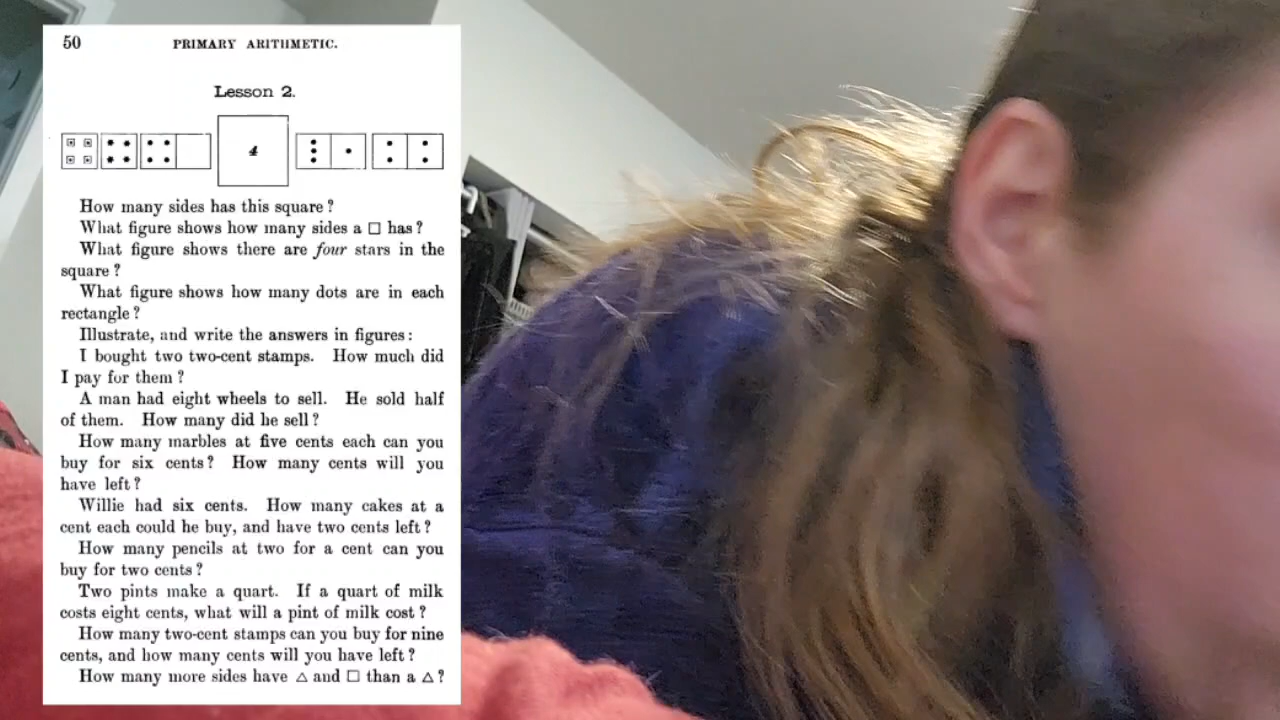 50 PRIMARY ARITHMETIC.
Lesson 2.
4
How many sides has this square?
What figure shows how many sides a □ has?
What figure shows there are four stars in the
square?
What figure shows how many dots are in each
rectangle?
Illustrate, and write the answers in figures:
I bought two two-cent stamps. How much did
I pay for them?
A man had eight wheels to sell. He sold half
of them. How many did he sell?
How many marbles at five cents each can you
buy for six cents? How many cents will you
have left?
Willie had six cents. How many cakes at a
cent each could he buy, and have two cents left?
How many pencils at two for a cent can you
buy for two cents?
Two pints make a quart. If a quart of milk
costs eight cents, what will a pint of milk cost?
How many two-cent stamps can you buy for nine
cents, and how many cents will you have left?
How many more sides have △ and □ than a △?